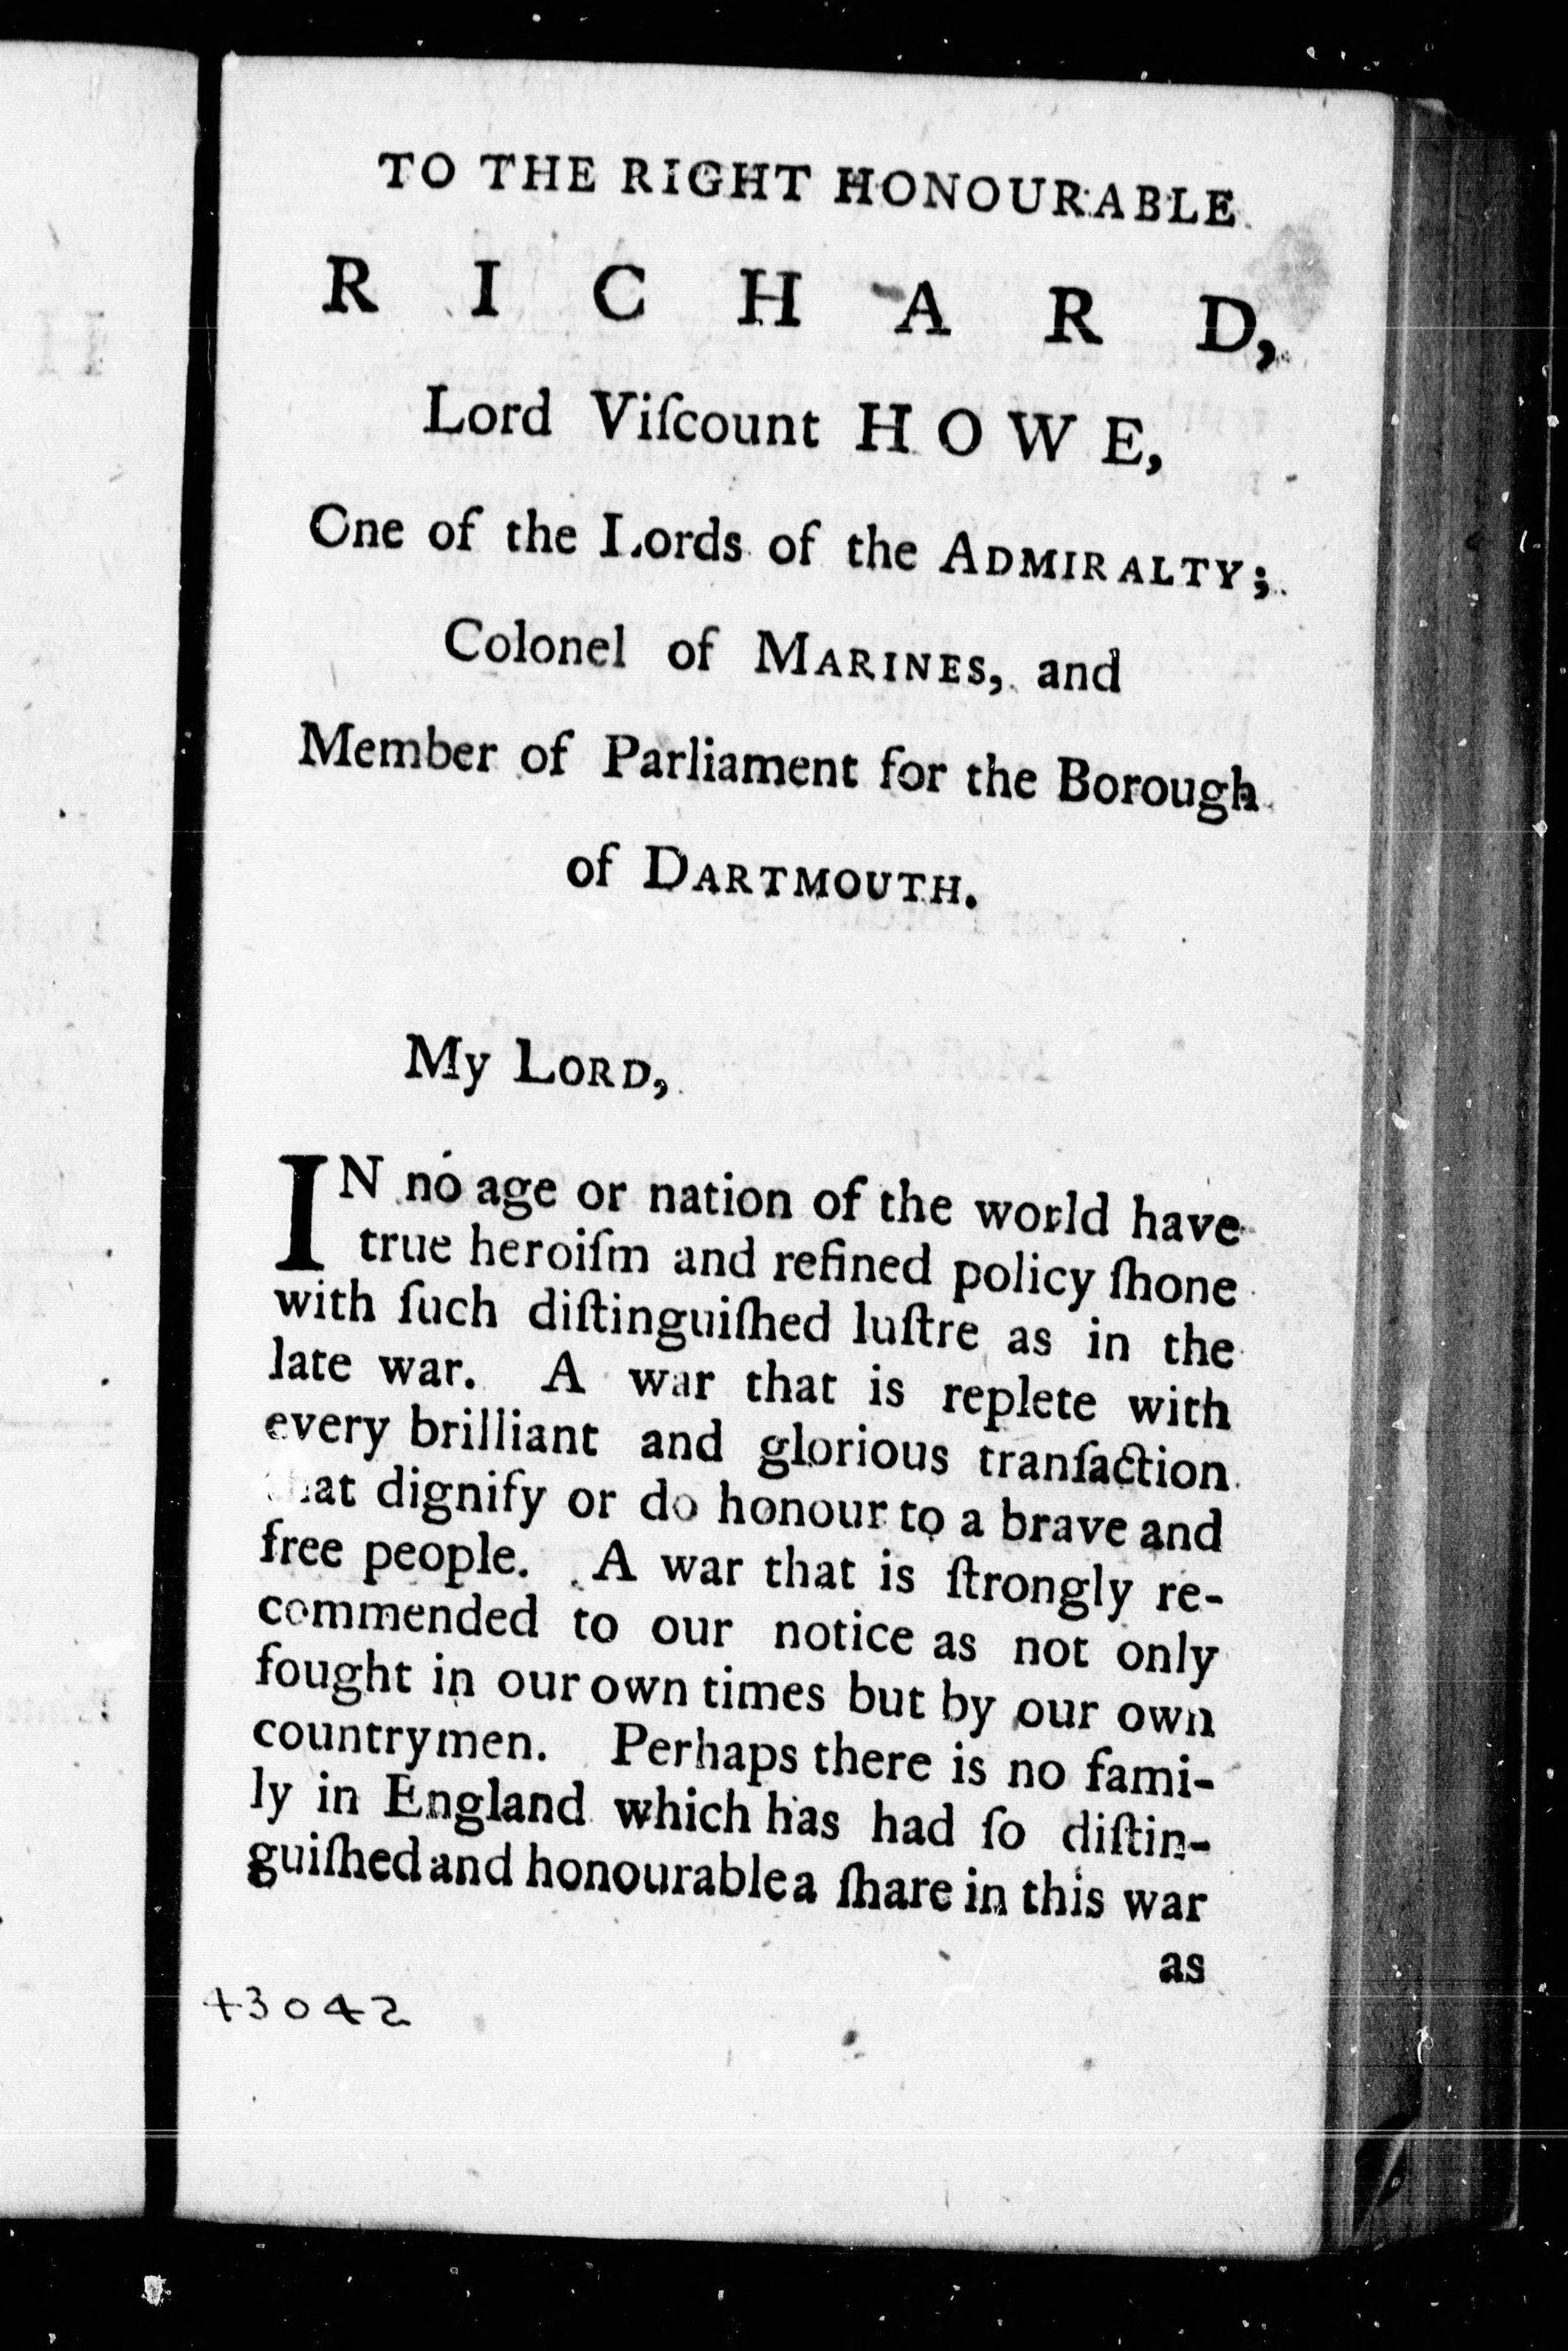 TO THE RIGHT HONOURABLE
RICHARD,
Lord Viſcount HOWE,
One of the Lords of the ADMIRALTY;
Colonel of MARINES, and
Member of Parliament for the Borough
of DARTMOUTH.
My LORD,
IN no age or nation of the world have
true heroiſm and refined policy ſhone
with ſuch diſtinguiſhed luſtre as in the
late war. A war that is replete with
every brilliant and glorious tranſaction
that dignify or do honour to a brave and
free people. A war that is ſtrongly re-
commended to our notice as not only
fought in our own times but by our own
countrymen. Perhaps there is no fami-
ly in England which has had ſo diſtin-
guiſhed and honourable a ſhare in this war
as
43042